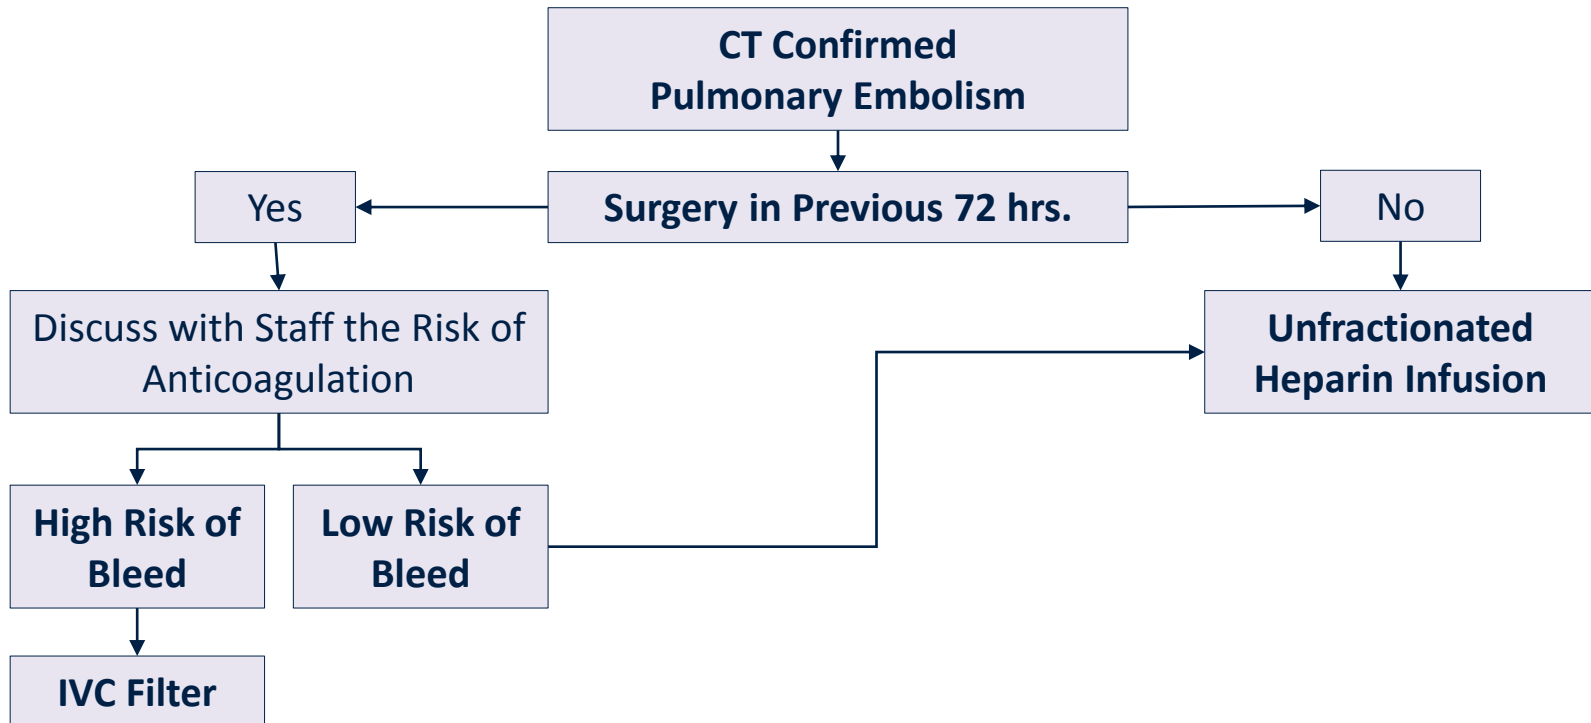 CT Confirmed
Pulmonary Embolism
Yes
Surgery in Previous 72 hrs.
No
Discuss with Staff the Risk of
Anticoagulation
Unfractionated
Heparin Infusion
High Risk of
Bleed
Low Risk of
Bleed
IVC Filter